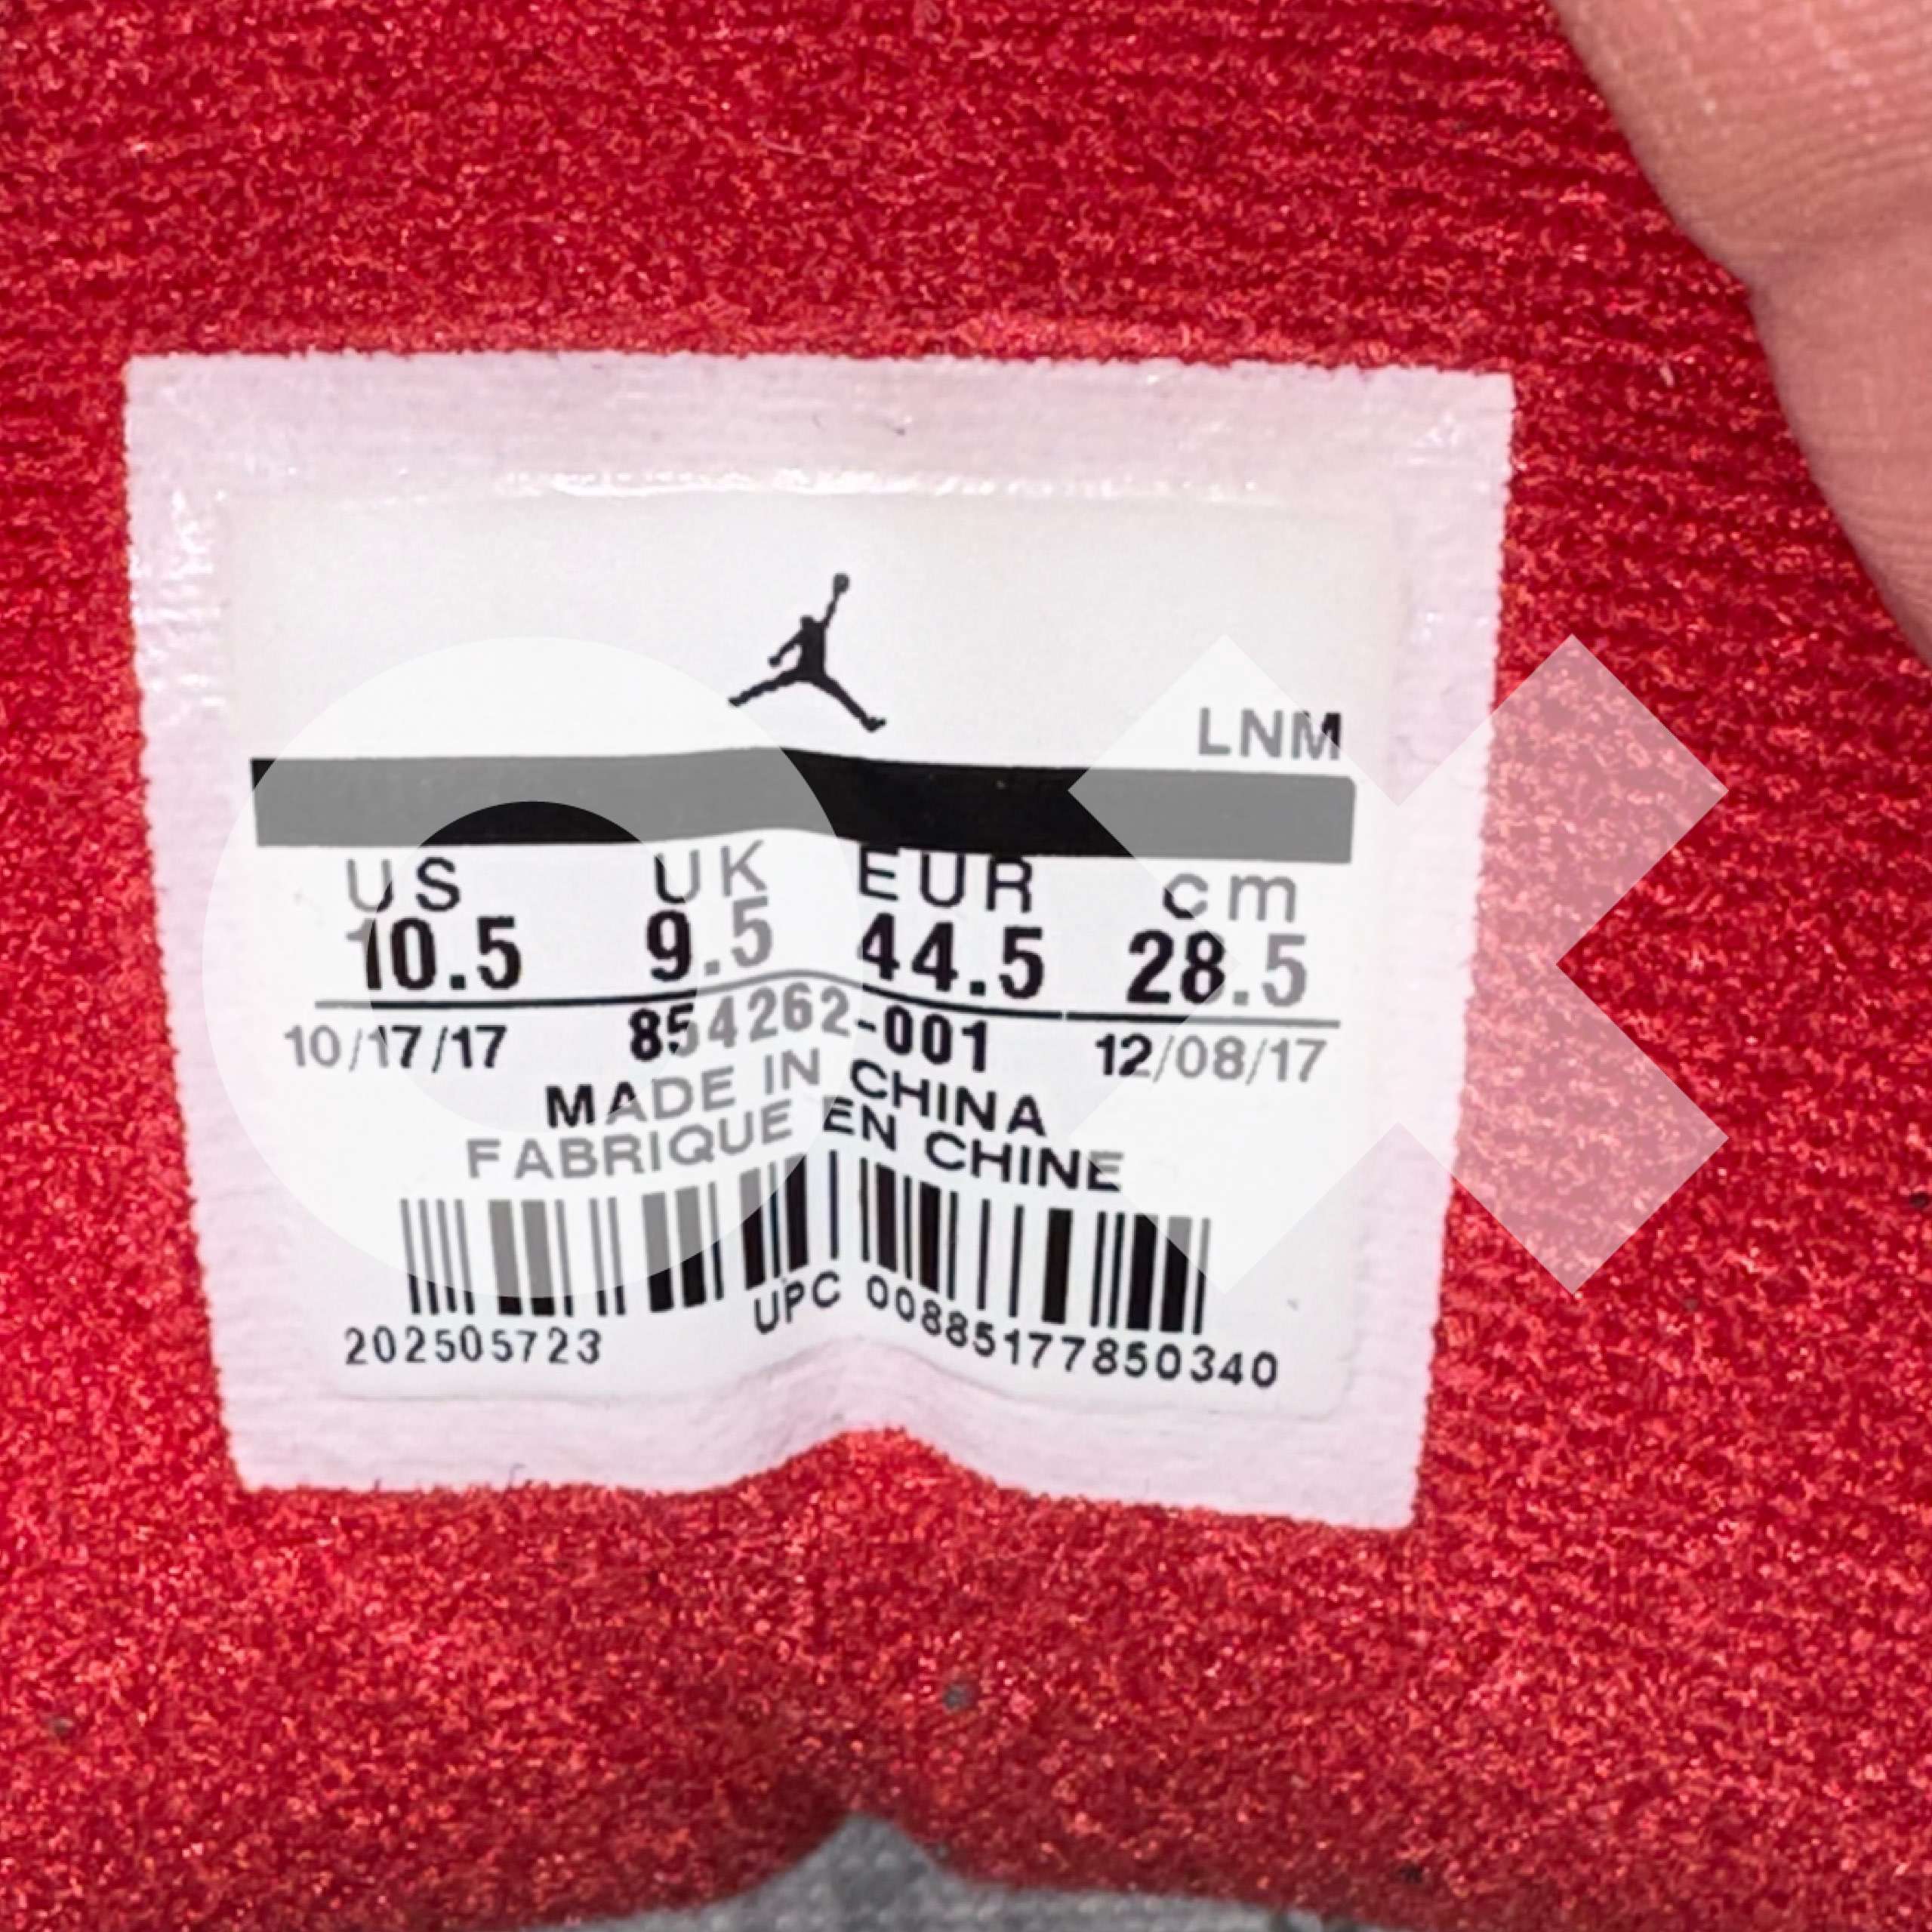 LNM
US UK EUR cm
10.5 9.5 44.5 28.5
10/17/17 854262-001 12/08/17
MADE IN CHINA
FABRIQUE EN CHINE
202505723 UPC 00885177850340